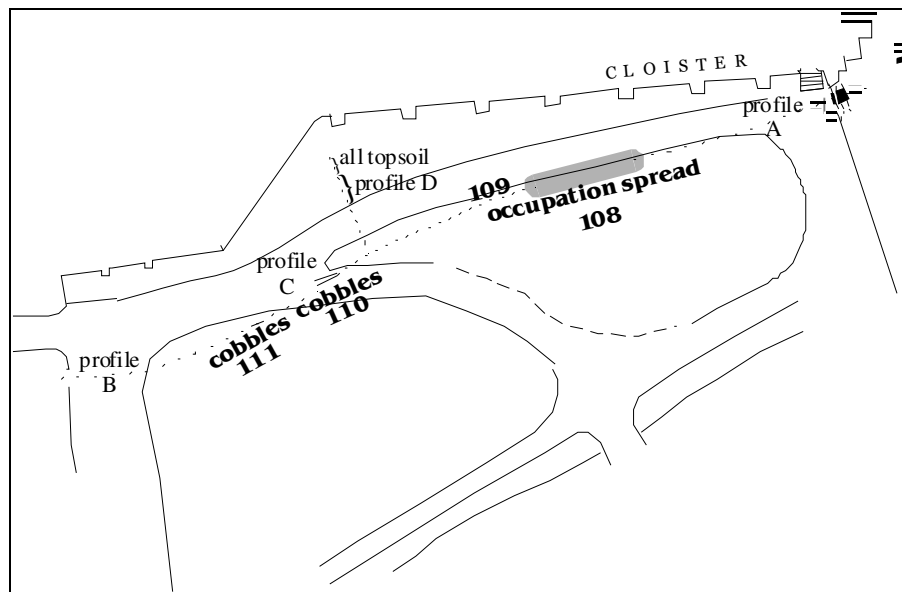 CLOISTER
profile
A
all topsoil
profile D
109
occupation spread
108
profile
C
cobbles
110
cobbles
111
profile
B